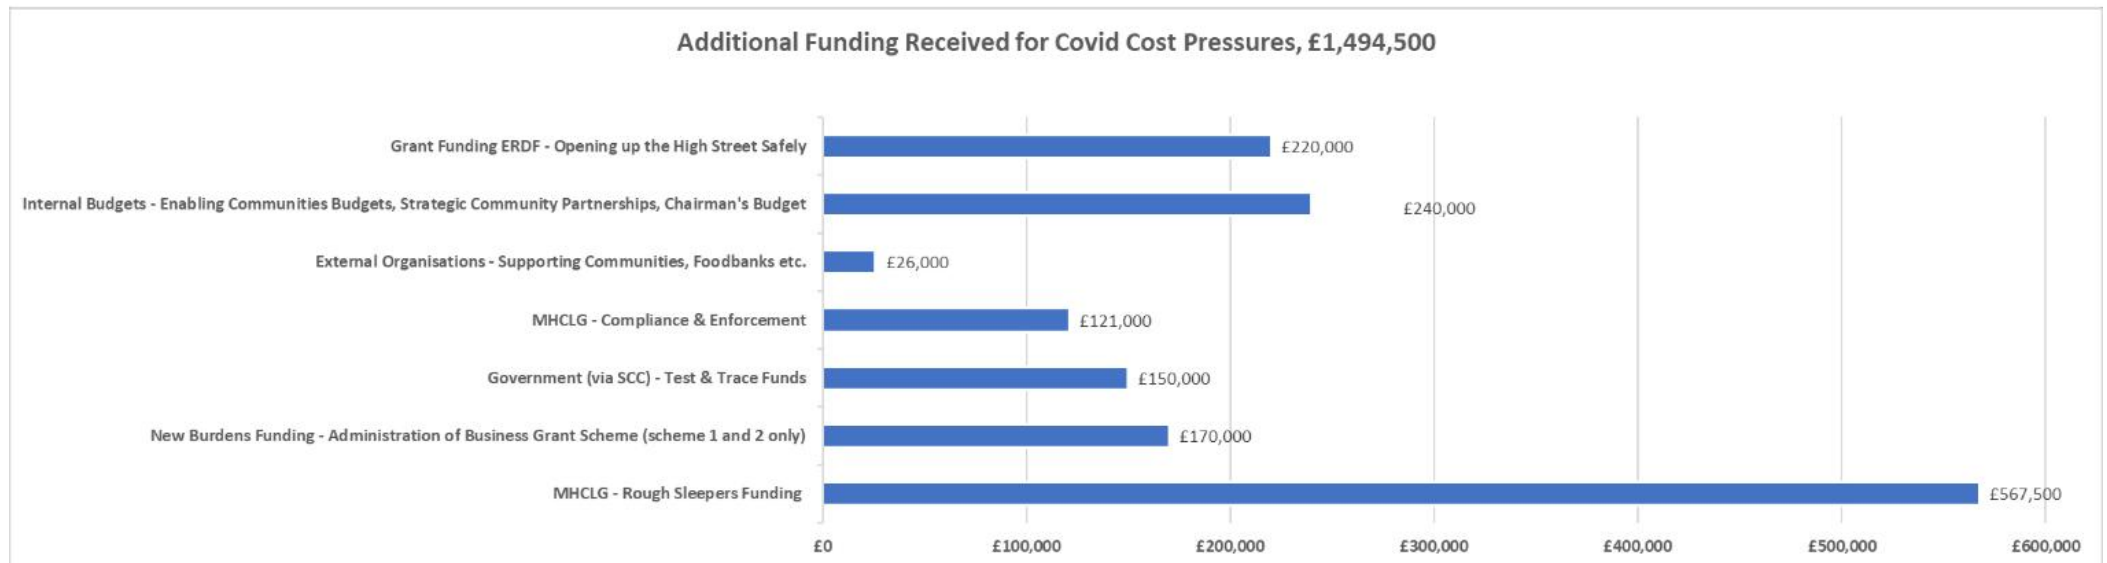 Additional Funding Received for Covid Cost Pressures, £1,494,500
Grant Funding ERDF - Opening up the High Street Safely
£220,000
Internal Budgets - Enabling Communities Budgets, Strategic Community Partnerships, Chairman's Budget
£240,000
External Organisations - Supporting Communities, Foodbanks etc.
£26,000
MHCLG - Compliance & Enforcement
£121,000
Government (via SCC) - Test & Trace Funds
£150,000
New Burdens Funding - Administration of Business Grant Scheme (scheme 1 and 2 only)
£170,000
MHCLG - Rough Sleepers Funding
£567,500
£0 £100,000 £200,000 £300,000 £400,000 £500,000 £600,000